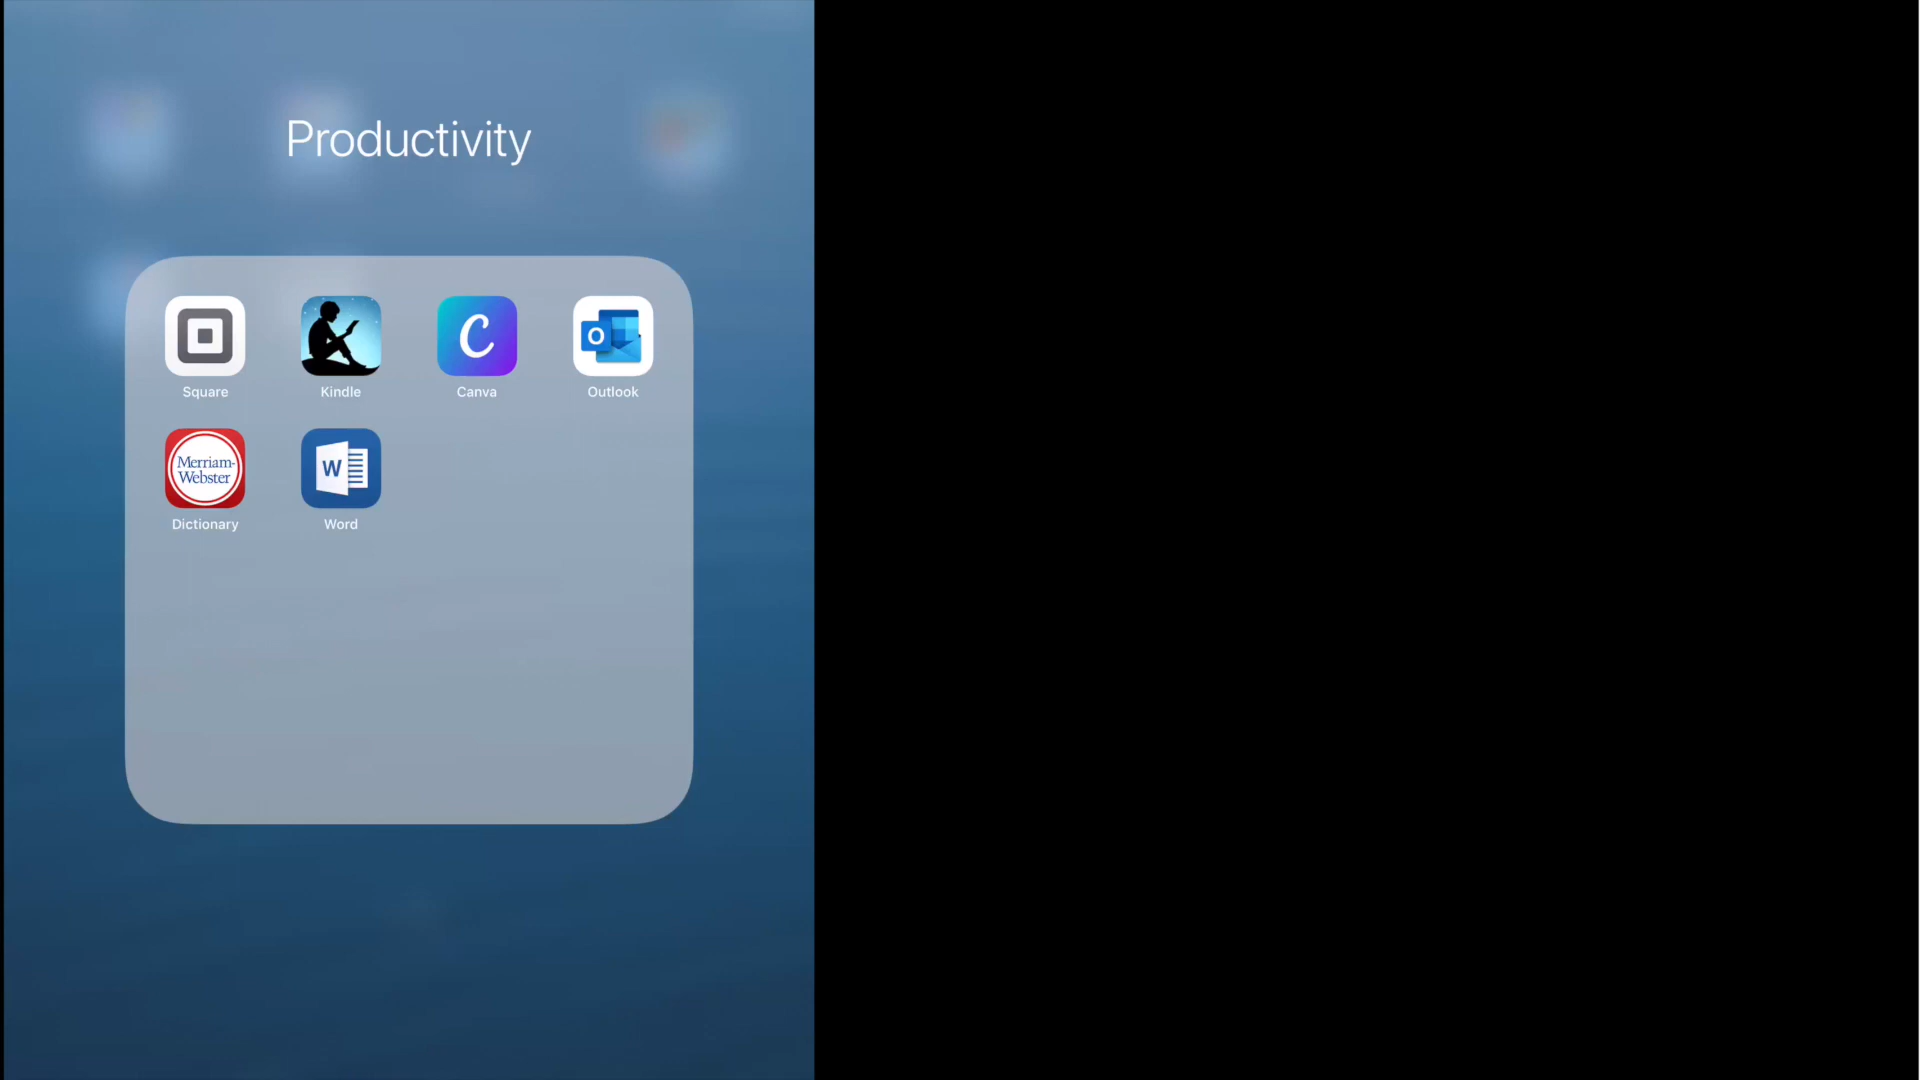 Productivity
Square
Kindle
C
Canva
O
Outlook
Merriam-
Webster
Dictionary
W
Word